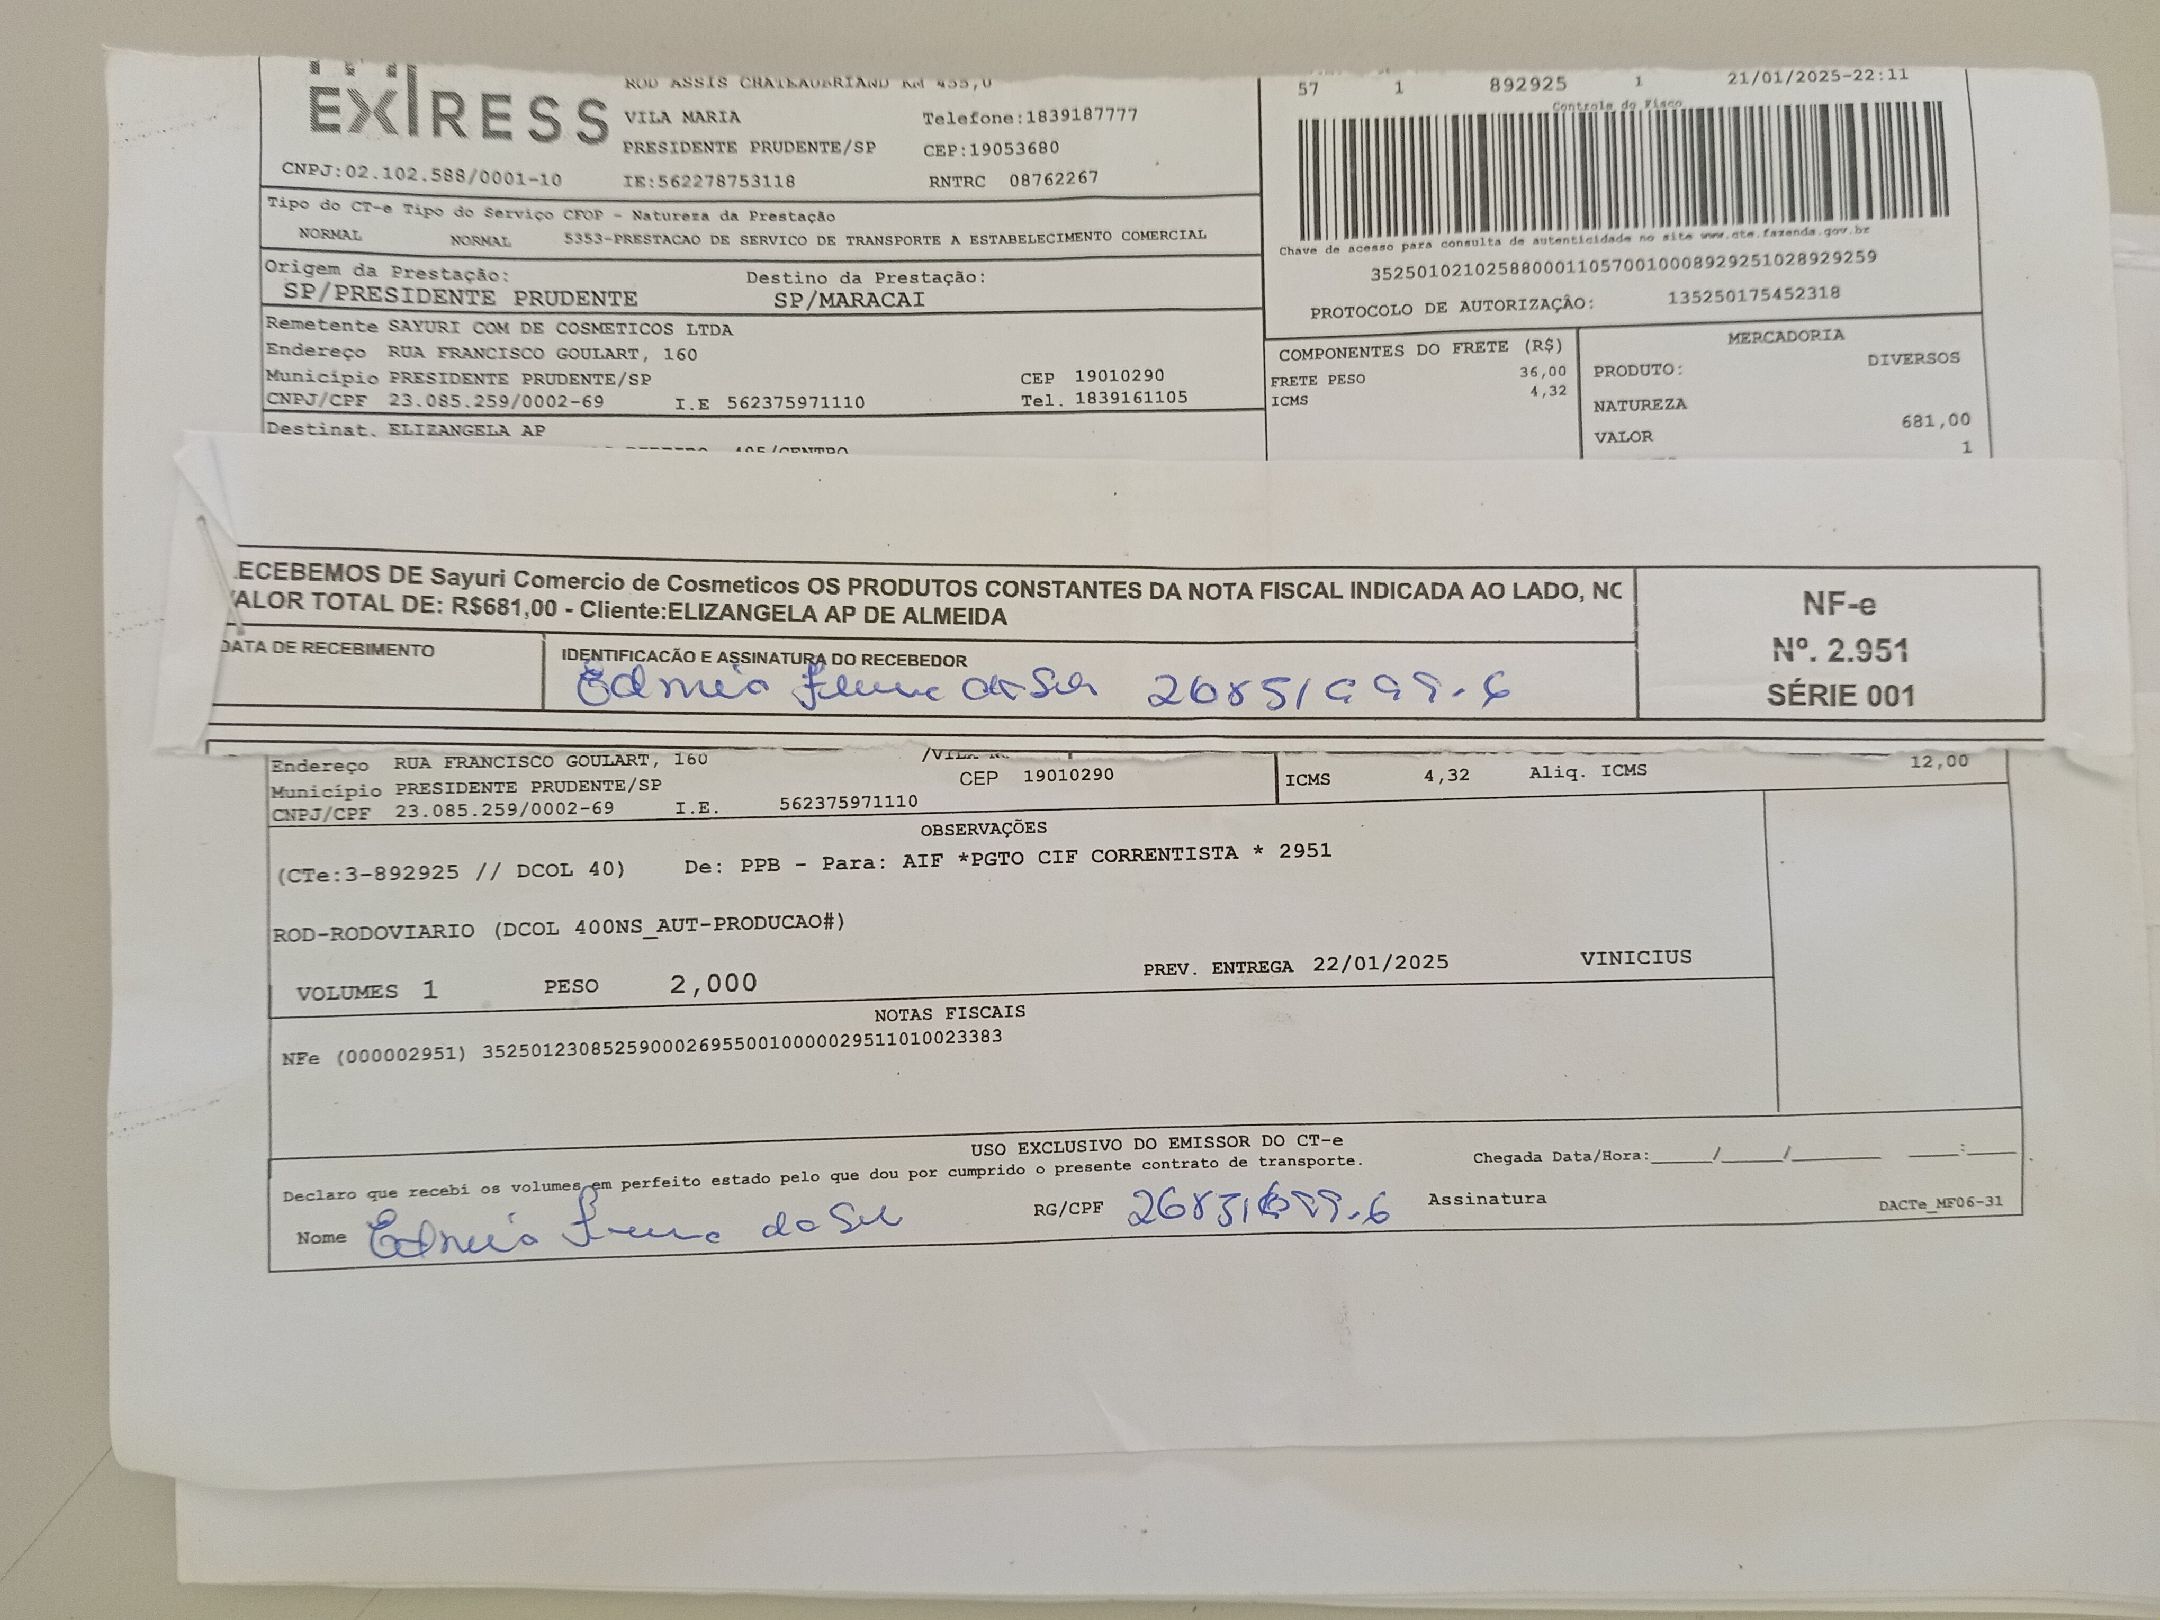 EXPRESS
ROD ASSIS CHATEAUBRIAND KM 455,0
VILA MARIA Telefone:1839187777
PRESIDENTE PRUDENTE/SP CEP:19053680
CNPJ:02.102.588/0001-10 IE:562278753118 RNTRC 08762267
57 1 892925 1 21/01/2025-22:11
Controle do Fisco
Chave de acesso para consulta de autenticidade no site www.cte.fazenda.gov.br
35250102102588000110570010008929251028929259
PROTOCOLO DE AUTORIZAÇÃO: 135250175452318
Tipo do CT-e Tipo do Serviço CFOP - Natureza da Prestação
NORMAL NORMAL 5353-PRESTACAO DE SERVICO DE TRANSPORTE A ESTABELECIMENTO COMERCIAL
Origem da Prestação: Destino da Prestação:
SP/PRESIDENTE PRUDENTE SP/MARACAI
Remetente SAYURI COM DE COSMETICOS LTDA
Endereço RUA FRANCISCO GOULART, 160
Município PRESIDENTE PRUDENTE/SP CEP 19010290
CNPJ/CPF 23.085.259/0002-69 I.E 562375971110 Tel. 1839161105
Destinat. ELIZANGELA AP
COMPONENTES DO FRETE (R$)
FRETE PESO 36,00
ICMS 4,32
MERCADORIA
PRODUTO: DIVERSOS
NATUREZA
VALOR 681,00
1
ECEBEMOS DE Sayuri Comercio de Cosmeticos OS PRODUTOS CONSTANTES DA NOTA FISCAL INDICADA AO LADO, NO
VALOR TOTAL DE: R$681,00 - Cliente:ELIZANGELA AP DE ALMEIDA
DATA DE RECEBIMENTO
IDENTIFICACÃO E ASSINATURA DO RECEBEDOR
NF-e
Nº. 2.951
SÉRIE 001
Endereço RUA FRANCISCO GOULART, 160
Município PRESIDENTE PRUDENTE/SP CEP 19010290
CNPJ/CPF 23.085.259/0002-69 I.E. 562375971110
ICMS 4,32 Aliq. ICMS 12,00
OBSERVAÇÕES
(CTe:3-892925 // DCOL 40) De: PPB - Para: AIF *PGTO CIF CORRENTISTA * 2951
ROD-RODOVIARIO (DCOL 400NS_AUT-PRODUCAO#)
VOLUMES 1 PESO 2,000 PREV. ENTREGA 22/01/2025 VINICIUS
NOTAS FISCAIS
NFe (000002951) 35250123085259000269550010000029511010023383
USO EXCLUSIVO DO EMISSOR DO CT-e
Declaro que recebi os volumes em perfeito estado pelo que dou por cumprido o presente contrato de transporte.
Chegada Data/Hora:____/____/______ ___:___
Nome RG/CPF Assinatura
DACTe_MF06-31